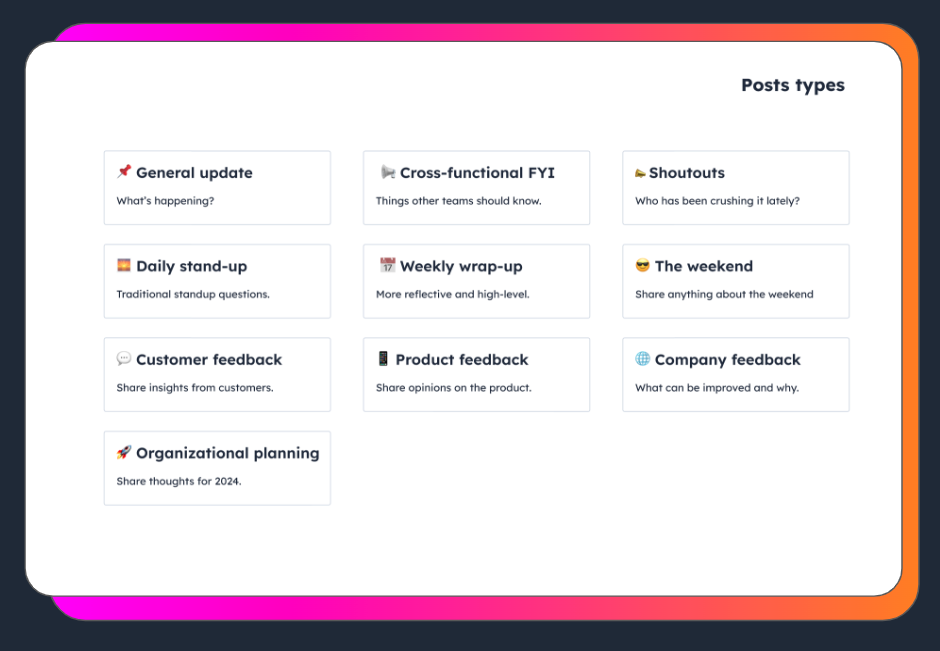 Posts types
📌 General update
What's happening?
📢 Cross-functional FYI
Things other teams should know.
📣 Shoutouts
Who has been crushing it lately?
🌅 Daily stand-up
Traditional standup questions.
📅 Weekly wrap-up
More reflective and high-level.
😎 The weekend
Share anything about the weekend
💬 Customer feedback
Share insights from customers.
📱 Product feedback
Share opinions on the product.
🌐 Company feedback
What can be improved and why.
🚀 Organizational planning
Share thoughts for 2024.